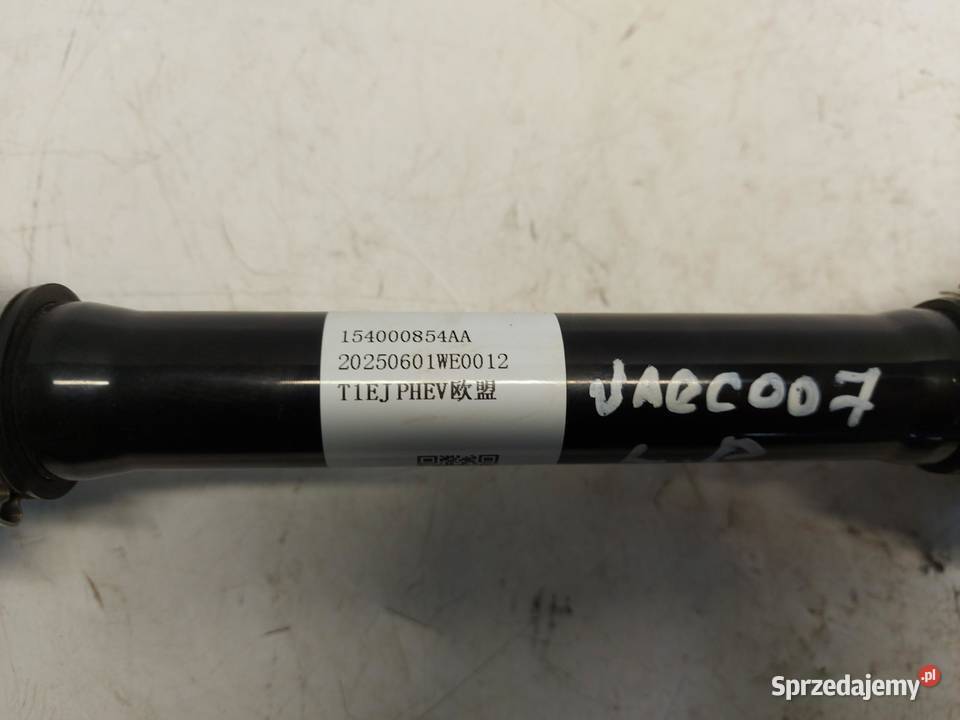 154000854AA
20250601WE0012
T1EJ PHEV欧盟
JAEC007
Sprzedajemy.pl